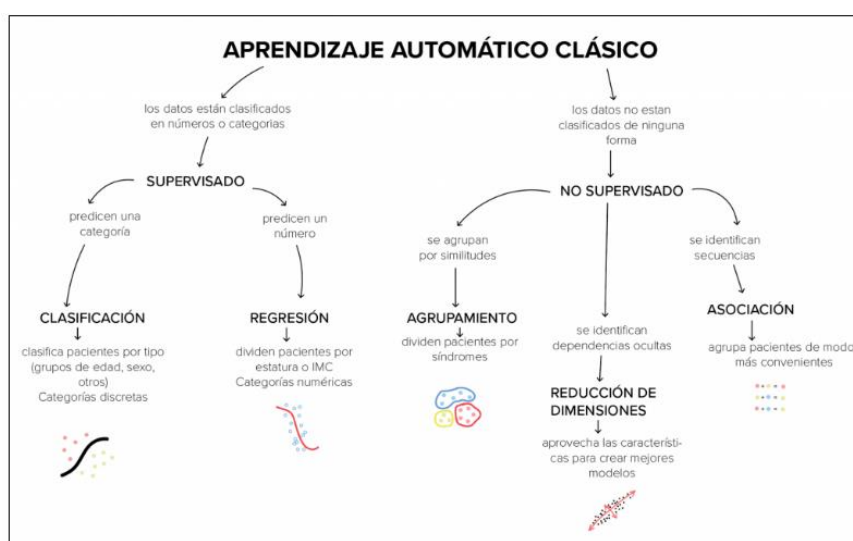 APRENDIZAJE AUTOMÁTICO CLÁSICO
los datos están clasificados
en números o categorias
SUPERVISADO
predicen una
categoría
CLASIFICACIÓN
clasifica pacientes por tipo
(grupos de edad, sexo,
otros)
Categorías discretas
predicen un
número
REGRESIÓN
dividen pacientes por
estatura o IMC
Categorías numéricas
los datos no estan
clasificados de ninguna
forma
NO SUPERVISADO
se agrupan
por similitudes
AGRUPAMIENTO
dividen pacientes por
síndromes
se identifican
dependencias ocultas
REDUCCIÓN DE
DIMENSIONES
aprovecha las característi-
cas para crear mejores
modelos
se identifican
secuencias
ASOCIACIÓN
agrupa pacientes de modo
más convenientes